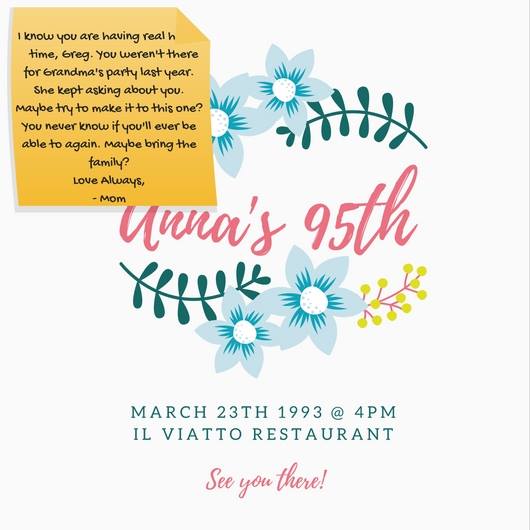 I know you are having real h
time, Greg. You weren't there
for Grandma's party last year.
She kept asking about you.
Maybe try to make it to this one?
You never know if you'll ever be
able to again. Maybe bring the
family?
Love Always,
- Mom
Anna's 95th
MARCH 23TH 1993 @ 4PM
IL VIATTO RESTAURANT
See you there!